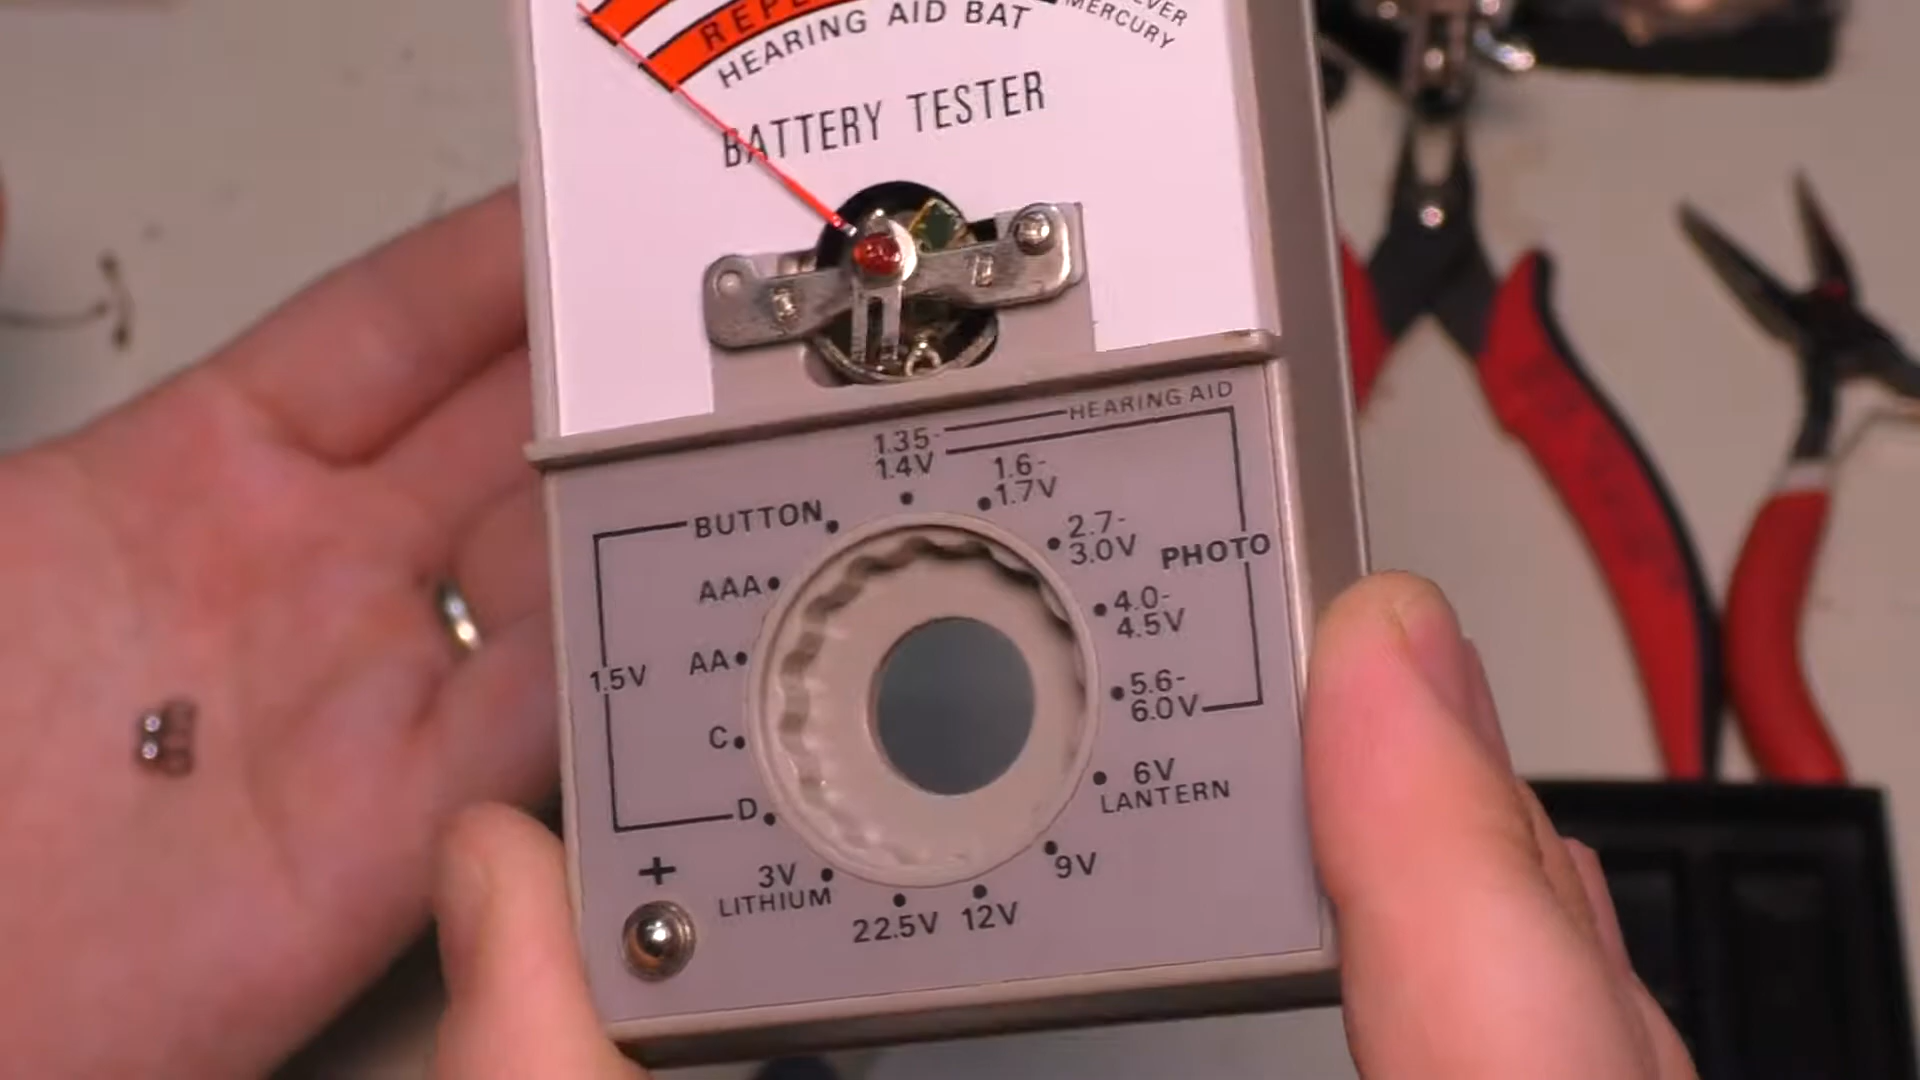 HEARING AID BAT
MERCURY
BATTERY TESTER
HEARING AID
1.35-
1.4V
1.6-
1.7V
BUTTON
2.7-
3.0V
PHOTO
AAA
4.0-
4.5V
AA
1.5V
5.6-
6.0V
C
6V
LANTERN
D
+
3V
LITHIUM
22.5V
12V
9V